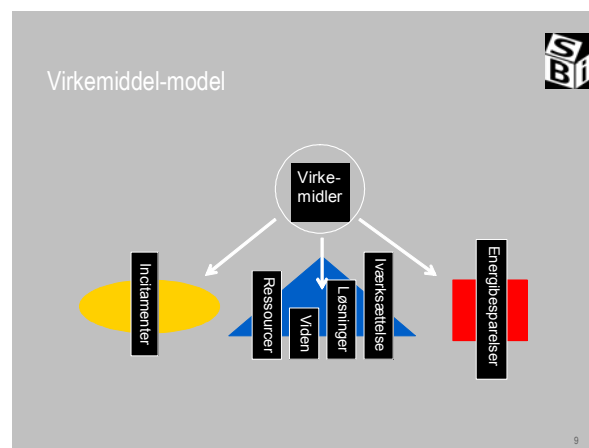 Virkemiddel-model
SBi
Virke-
midler
Incitamenter
Ressourcer
Viden
Løsninger
Iværksættelse
Energibesparelser
9